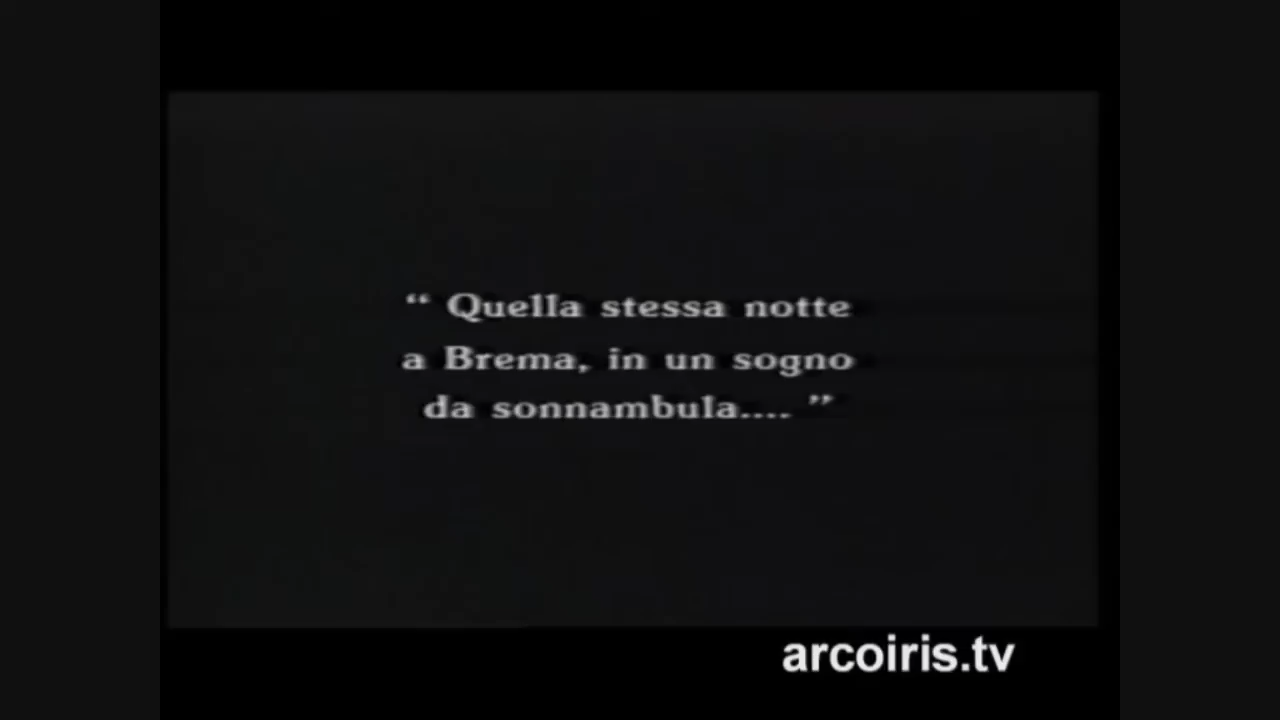 “ Quella stessa notte
a Brema, in un sogno
da sonnambula.... ”
arcoiris.tv